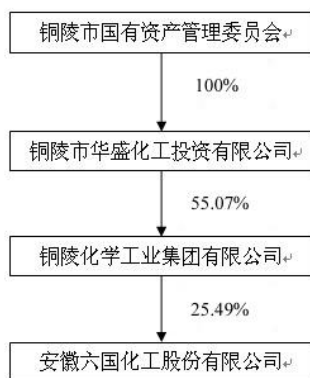 铜陵市国有资产管理委员会
100%
铜陵市华盛化工投资有限公司
55.07%
铜陵化学工业集团有限公司
25.49%
安徽六国化工股份有限公司